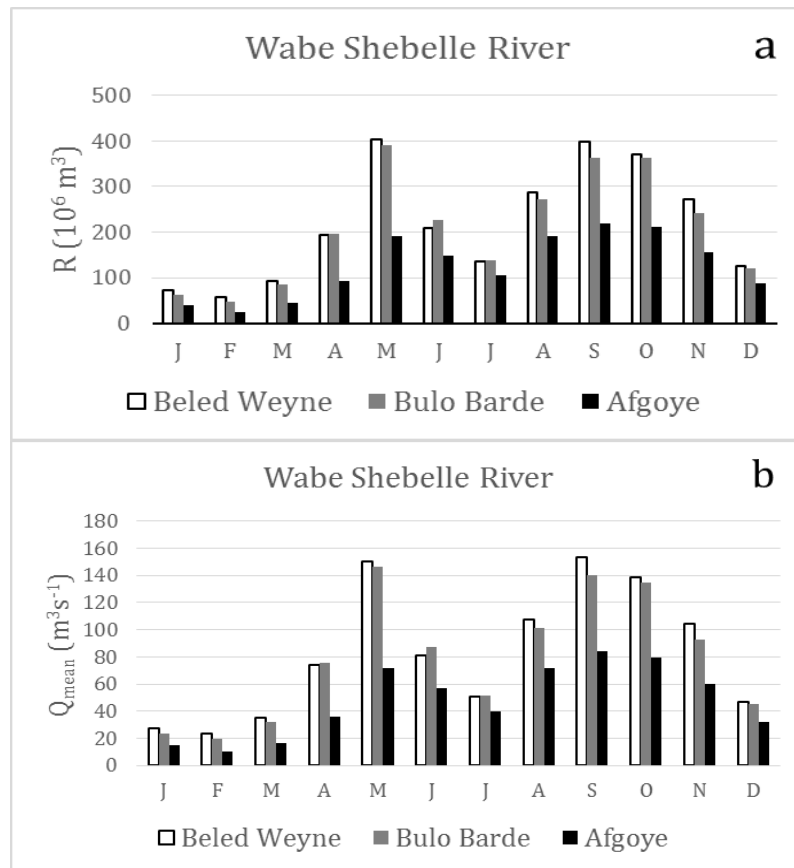 Wabe Shebelle River a
500
400
300
200
100
0
R (10⁶ m³)
J F M A M J J A S O N D
Beled Weyne Bulo Barde Afgoye
Wabe Shebelle River b
180
160
140
120
100
80
60
40
20
0
Qmean (m³s⁻¹)
J F M A M J J A S O N D
Beled Weyne Bulo Barde Afgoye